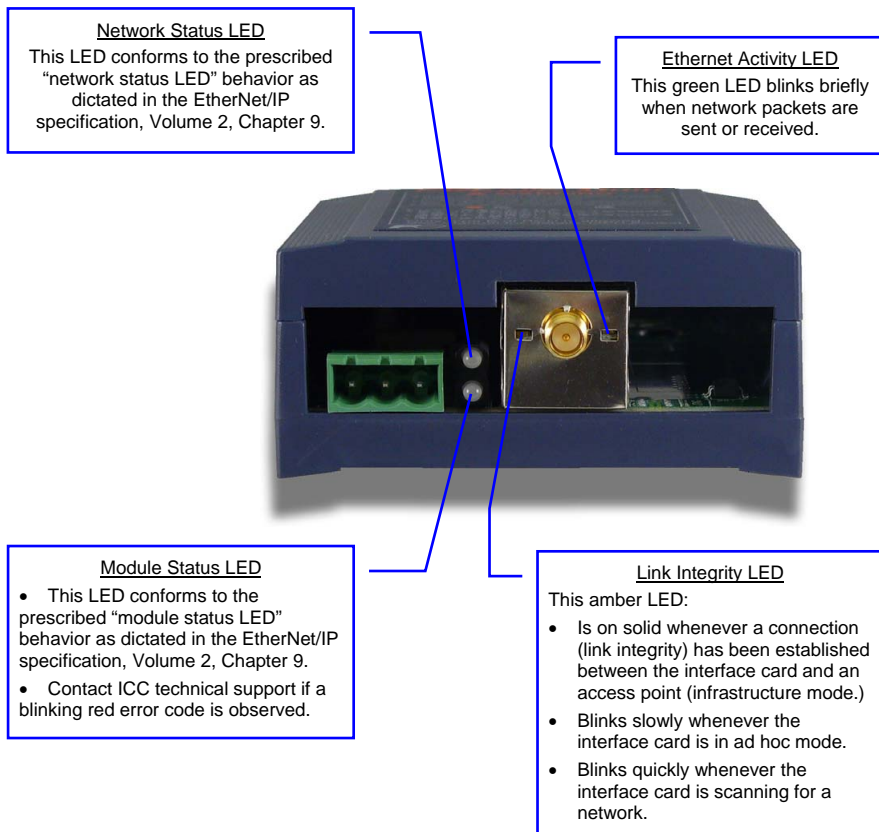 Network Status LED
This LED conforms to the prescribed
“network status LED” behavior as
dictated in the EtherNet/IP
specification, Volume 2, Chapter 9.
Ethernet Activity LED
This green LED blinks briefly
when network packets are
sent or received.
Module Status LED
• This LED conforms to the
prescribed “module status LED”
behavior as dictated in the EtherNet/IP
specification, Volume 2, Chapter 9.
• Contact ICC technical support if a
blinking red error code is observed.
Link Integrity LED
This amber LED:
• Is on solid whenever a connection
(link integrity) has been established
between the interface card and an
access point (infrastructure mode.)
• Blinks slowly whenever the
interface card is in ad hoc mode.
• Blinks quickly whenever the
interface card is scanning for a
network.